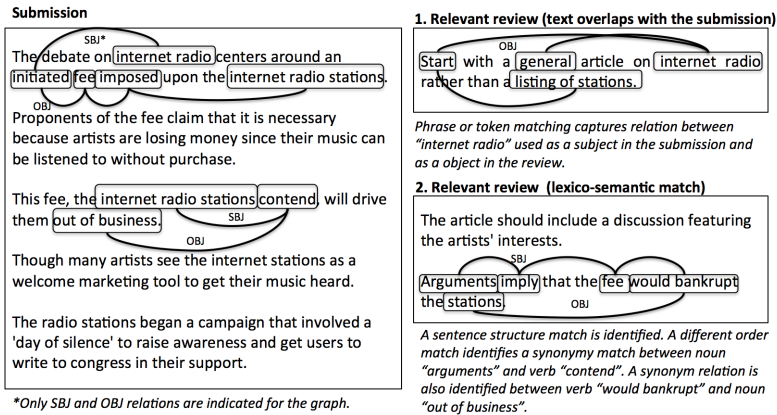 Submission
SBJ*
The debate on internet radio centers around an
initiated fee imposed upon the internet radio stations.
OBJ
Proponents of the fee claim that it is necessary
because artists are losing money since their music can
be listened to without purchase.
This fee, the internet radio stations contend, will drive
them out of business.
SBJ
OBJ
Though many artists see the internet stations as a
welcome marketing tool to get their music heard.
The radio stations began a campaign that involved a
'day of silence' to raise awareness and get users to
write to congress in their support.
*Only SBJ and OBJ relations are indicated for the graph.
1. Relevant review (text overlaps with the submission)
OBJ
Start with a general article on internet radio
rather than a listing of stations.
Phrase or token matching captures relation between
“internet radio” used as a subject in the submission and
as a object in the review.
2. Relevant review (lexico-semantic match)
The article should include a discussion featuring
the artists' interests.
SBJ
Arguments imply that the fee would bankrupt
the stations.
OBJ
A sentence structure match is identified. A different order
match identifies a synonymy match between noun
“arguments” and verb “contend”. A synonym relation is
also identified between verb “would bankrupt” and noun
“out of business”.